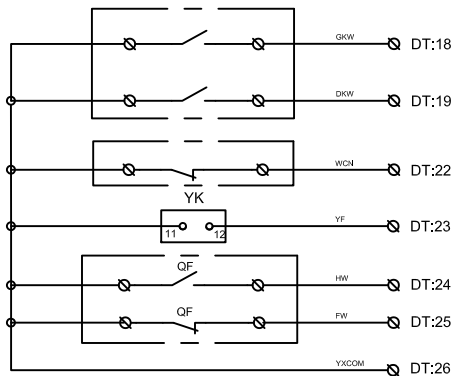 GKW DT:18
DKW DT:19
WCN DT:22
YK
YF DT:23
11 12
QF HW DT:24
QF FW DT:25
YXCOM DT:26